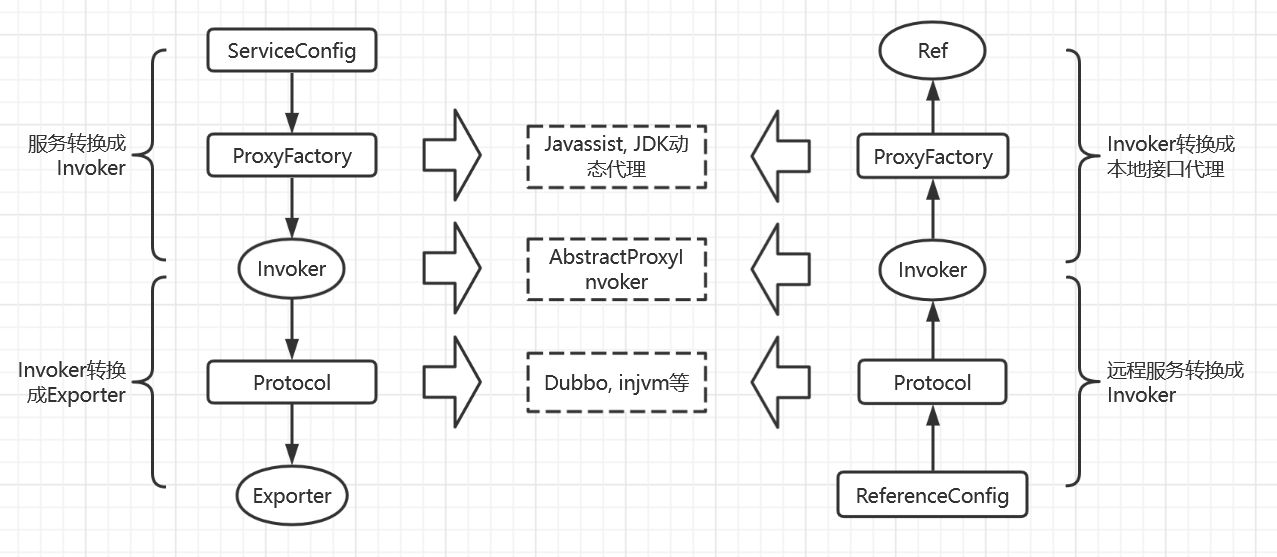 ServiceConfig
Ref
服务转换成
Invoker
ProxyFactory
Javassist, JDK动
态代理
ProxyFactory
Invoker转换成
本地接口代理
Invoker
AbstractProxyI
nvoker
Invoker
Invoker转换
成Exporter
Protocol
Dubbo, injvm等
Protocol
远程服务转换成
Invoker
Exporter
ReferenceConfig